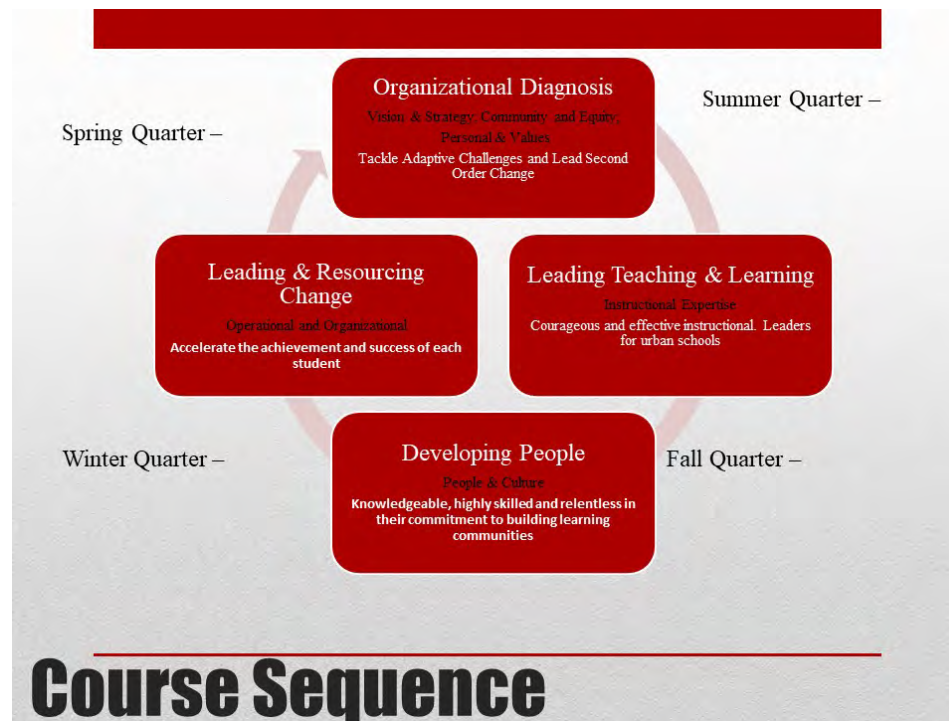 Organizational Diagnosis
Vision & Strategy; Community and Equity;
Personal & Values
Tackle Adaptive Challenges and Lead Second
Order Change
Summer Quarter –
Spring Quarter –
Leading & Resourcing
Change
Operational and Organizational
Accelerate the achievement and success of each
student
Leading Teaching & Learning
Instructional Expertise
Courageous and effective instructional. Leaders
for urban schools
Winter Quarter –
Developing People
People & Culture
Knowledgeable, highly skilled and relentless in
their commitment to building learning
communities
Fall Quarter –
Course Sequence